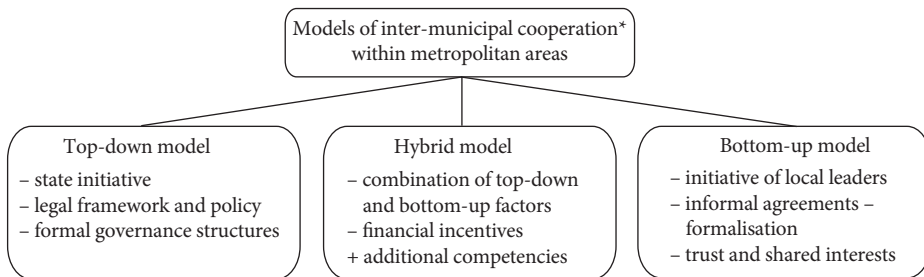 Models of inter-municipal cooperation*
within metropolitan areas
Top-down model
– state initiative
– legal framework and policy
– formal governance structures
Hybrid model
– combination of top-down
and bottom-up factors
– financial incentives
+ additional competencies
Bottom-up model
– initiative of local leaders
– informal agreements –
formalisation
– trust and shared interests